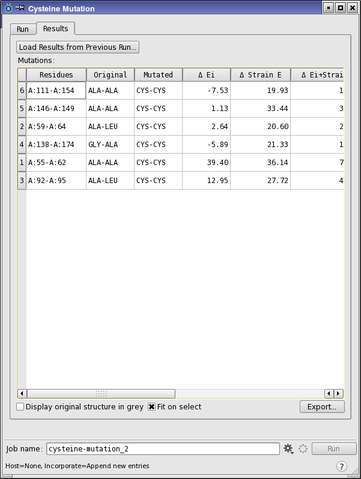 Cysteine Mutation
Run Results
Load Results from Previous Run...
Mutations:
Residues Original Mutated Δ Ei Δ Strain E Δ Ei+Strai
6 A:111-A:154 ALA-ALA CYS-CYS -7.53 19.93 1
5 A:146-A:149 ALA-ALA CYS-CYS 1.13 33.44 3
2 A:59-A:64 ALA-LEU CYS-CYS 2.64 20.60 2
4 A:138-A:174 GLY-ALA CYS-CYS -5.89 21.33 1
1 A:55-A:62 ALA-ALA CYS-CYS 39.40 36.14 7
3 A:92-A:95 ALA-LEU CYS-CYS 12.95 27.72 4
Display original structure in grey Fit on select Export...
Job name: cysteine-mutation_2 Run
Host=None, Incorporate=Append new entries ?